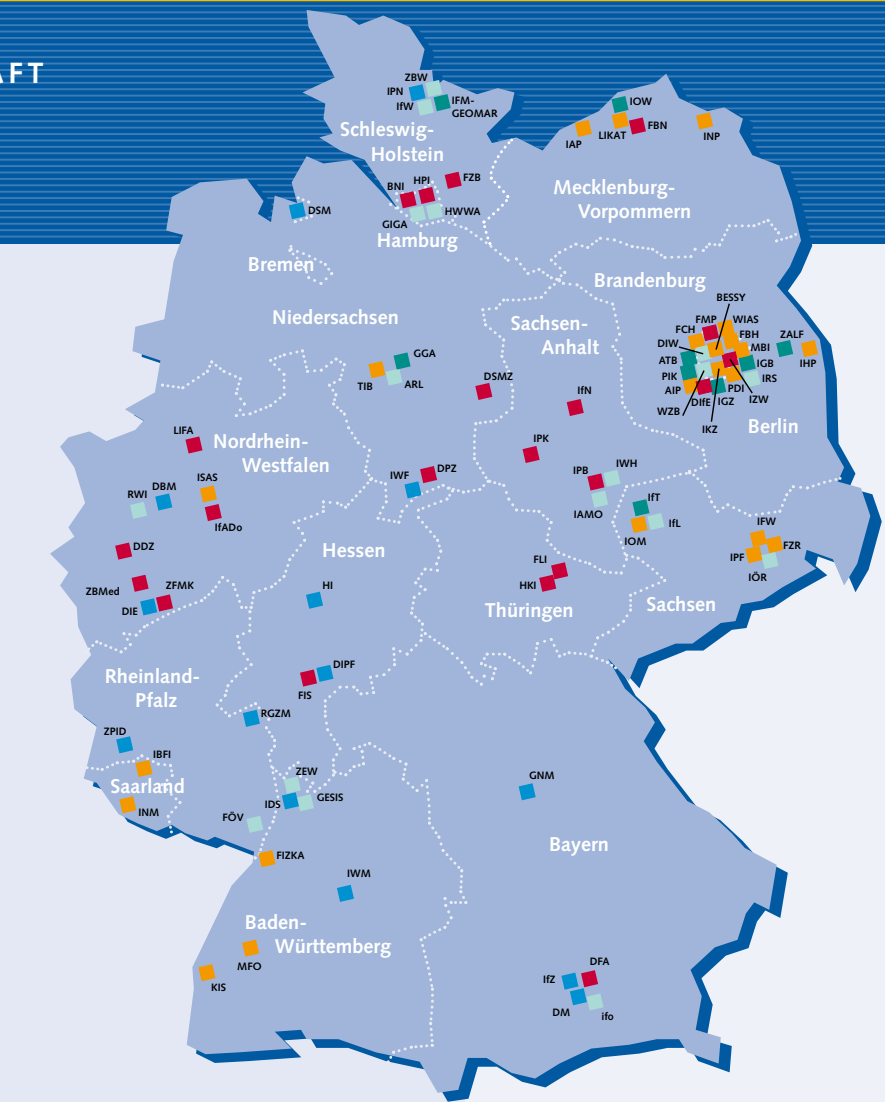 AFT
ZBW
IPN
IfW
IFM-
GEOMAR
Schleswig-
Holstein
IOW
IAP
LIKAT
FBN
INP
BNI
HPI
FZB
DSM
GIGA
HWWA
Hamburg
Mecklenburg-
Vorpommern
Bremen
Brandenburg
Niedersachsen
Sachsen-
Anhalt
BESSY
FMP
WIAS
FCH
FBH
DIW
MBI
ZALF
ATB
IGB
IHP
PIK
IRS
AIP
PDI
DIfE
IGZ
IZW
WZB
IKZ
Berlin
GGA
TIB
ARL
DSMZ
IfN
LIFA
Nordrhein-
Westfalen
IPK
ISAS
DBM
RWI
IfADo
IWF
DPZ
IPB
IWH
IAMO
IfT
IfL
IOM
IFW
FZR
IPF
IÖR
DDZ
Hessen
ZBMed
ZFMK
DIE
HI
FLI
HKI
Thüringen
Sachsen
Rheinland-
Pfalz
DIPF
FIS
RGZM
ZPID
IBFI
Saarland
INM
ZEW
IDS
GESIS
FÖV
GNM
FIZKA
Bayern
IWM
Baden-
Württemberg
MFO
KIS
DFA
IfZ
DM
ifo